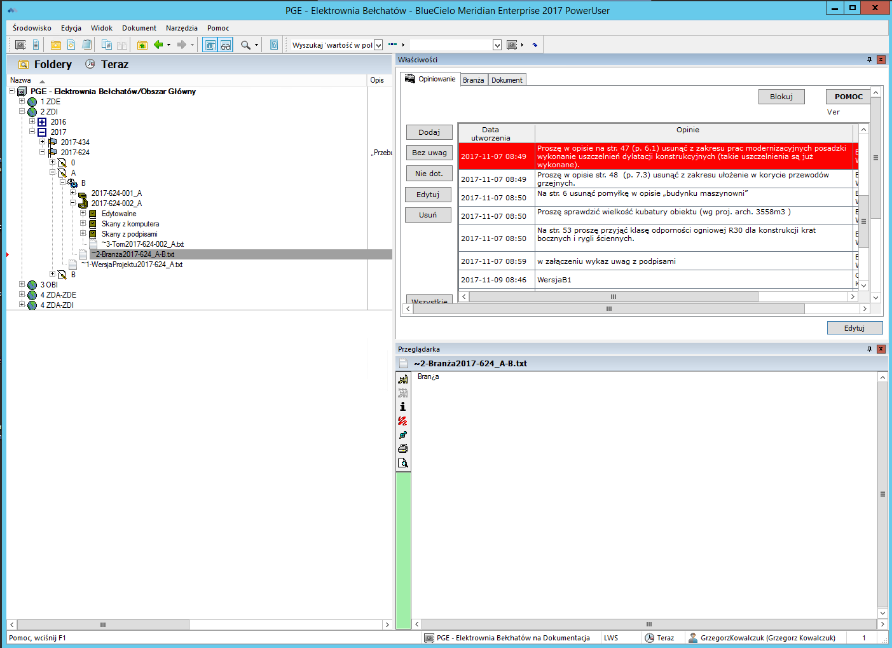 PGE - Elektrownia Bełchatów - BlueCielo Meridian Enterprise 2017 PowerUser
Środowisko Edycja Widok Dokument Narzędzia Pomoc
Wyszukaj 'wartość w pol
Foldery Teraz
Nazwa Opis
PGE - Elektrownia Bełchatów/Obszar Główny
1 ZDE
2 ZDI
2016
2017
2017-434
2017-624 „Przebu
0
A
B
2017-624-001_A
2017-624-002_A
Edytowalne
Skany z komputera
Skany z podpisami
~3-Tom2017-624-002_A.txt
~2-Branża2017-624_A-B.txt
~1-WersjaProjektu2017-624_A.txt
B
3 OBI
4 ZDA-ZDE
4 ZDA-ZDI
Właściwości
Opiniowanie Branża Dokument
Blokuj POMOC
Ver
Dodaj
Bez uwag
Nie dot.
Edytuj
Usuń
Wszystkie
Data utworzenia Opinie
2017-11-07 08:49 Proszę w opisie na str. 47 (p. 6.1) usunąć z zakresu prac modernizacyjnych posadzki
wykonanie uszczelnień dylatacji konstrukcyjnych (takie uszczelnienia są już
wykonane).
2017-11-07 08:49 Proszę w opisie str. 48 (p. 7.3) usunąć z zakresu ułożenie w korycie przewodów
grzejnych.
2017-11-07 08:50 Na str. 6 usunąć pomyłkę w opisie „budynku maszynowni”
2017-11-07 08:50 Proszę sprawdzić wielkość kubatury obiektu (wg proj. arch. 3558m3 )
2017-11-07 08:50 Na str. 53 proszę przyjąć klasę odporności ogniowej R30 dla konstrukcji krat
bocznych i rygli ściennych.
2017-11-07 08:59 w załączeniu wykaz uwag z podpisami
2017-11-09 08:46 WersjaB1
Edytuj
Przeglądarka
~2-Branża2017-624_A-B.txt
Bran¿a
Pomoc, wciśnij F1 PGE - Elektrownia Bełchatów na Dokumentacja LWS Teraz GrzegorzKowalczuk (Grzegorz Kowalczuk) 1